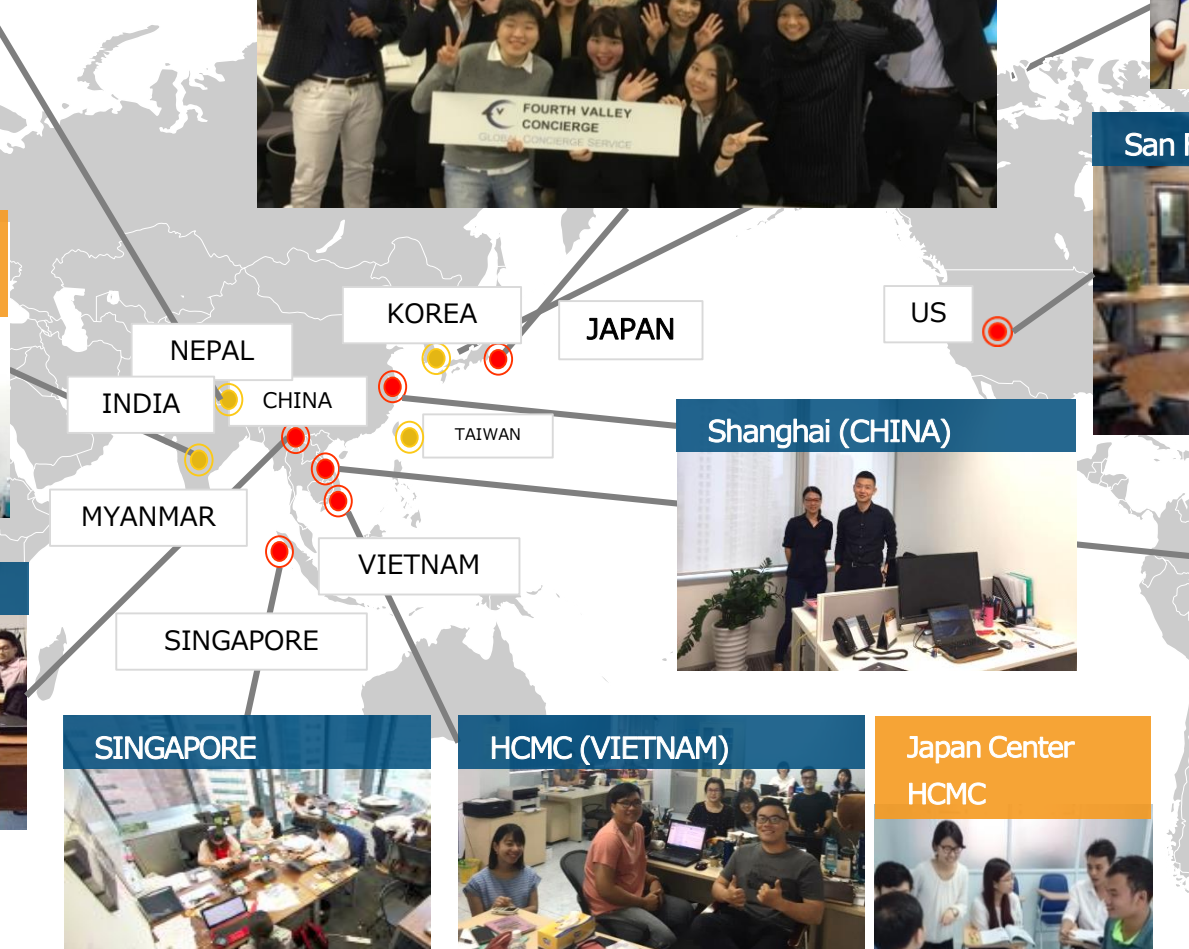 FOURTH VALLEY
CONCIERGE
GLOBAL CONCIERGE SERVICE
San
KOREA
JAPAN
US
NEPAL
INDIA
CHINA
TAIWAN
Shanghai (CHINA)
MYANMAR
VIETNAM
SINGAPORE
SINGAPORE
HCMC (VIETNAM)
Japan Center
HCMC